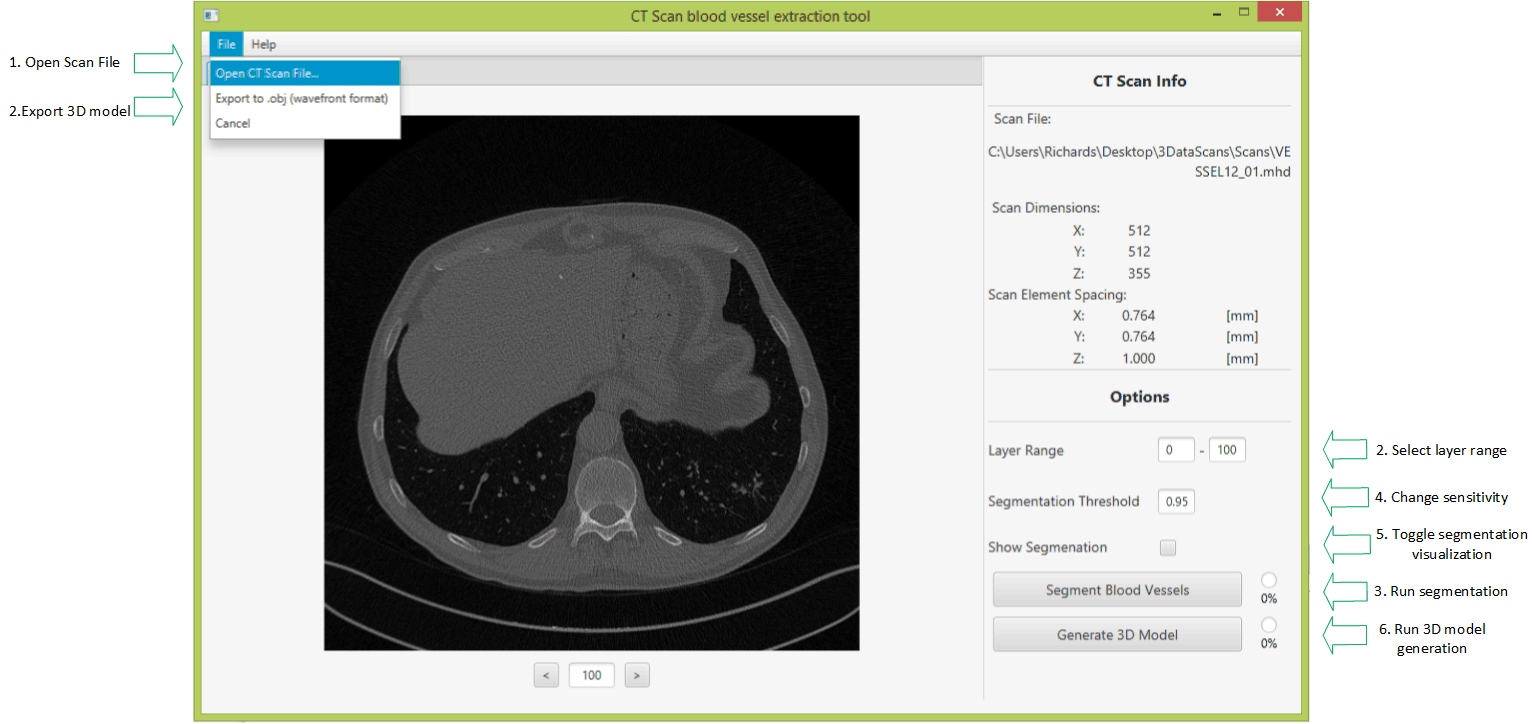 CT Scan blood vessel extraction tool
File Help
1. Open Scan File
Open CT Scan File...
2.Export 3D model
Export to .obj (wavefront format)
Cancel
CT Scan Info
Scan File:
C:\Users\Richards\Desktop\3DataScans\Scans\VE
SSEL12_01.mhd
Scan Dimensions:
X: 512
Y: 512
Z: 355
Scan Element Spacing:
X: 0.764 [mm]
Y: 0.764 [mm]
Z: 1.000 [mm]
Options
Layer Range 0 - 100
2. Select layer range
Segmentation Threshold 0.95
4. Change sensitivity
Show Segmenation
5. Toggle segmentation
visualization
Segment Blood Vessels 0%
3. Run segmentation
Generate 3D Model 0%
6. Run 3D model
generation
< 100 >